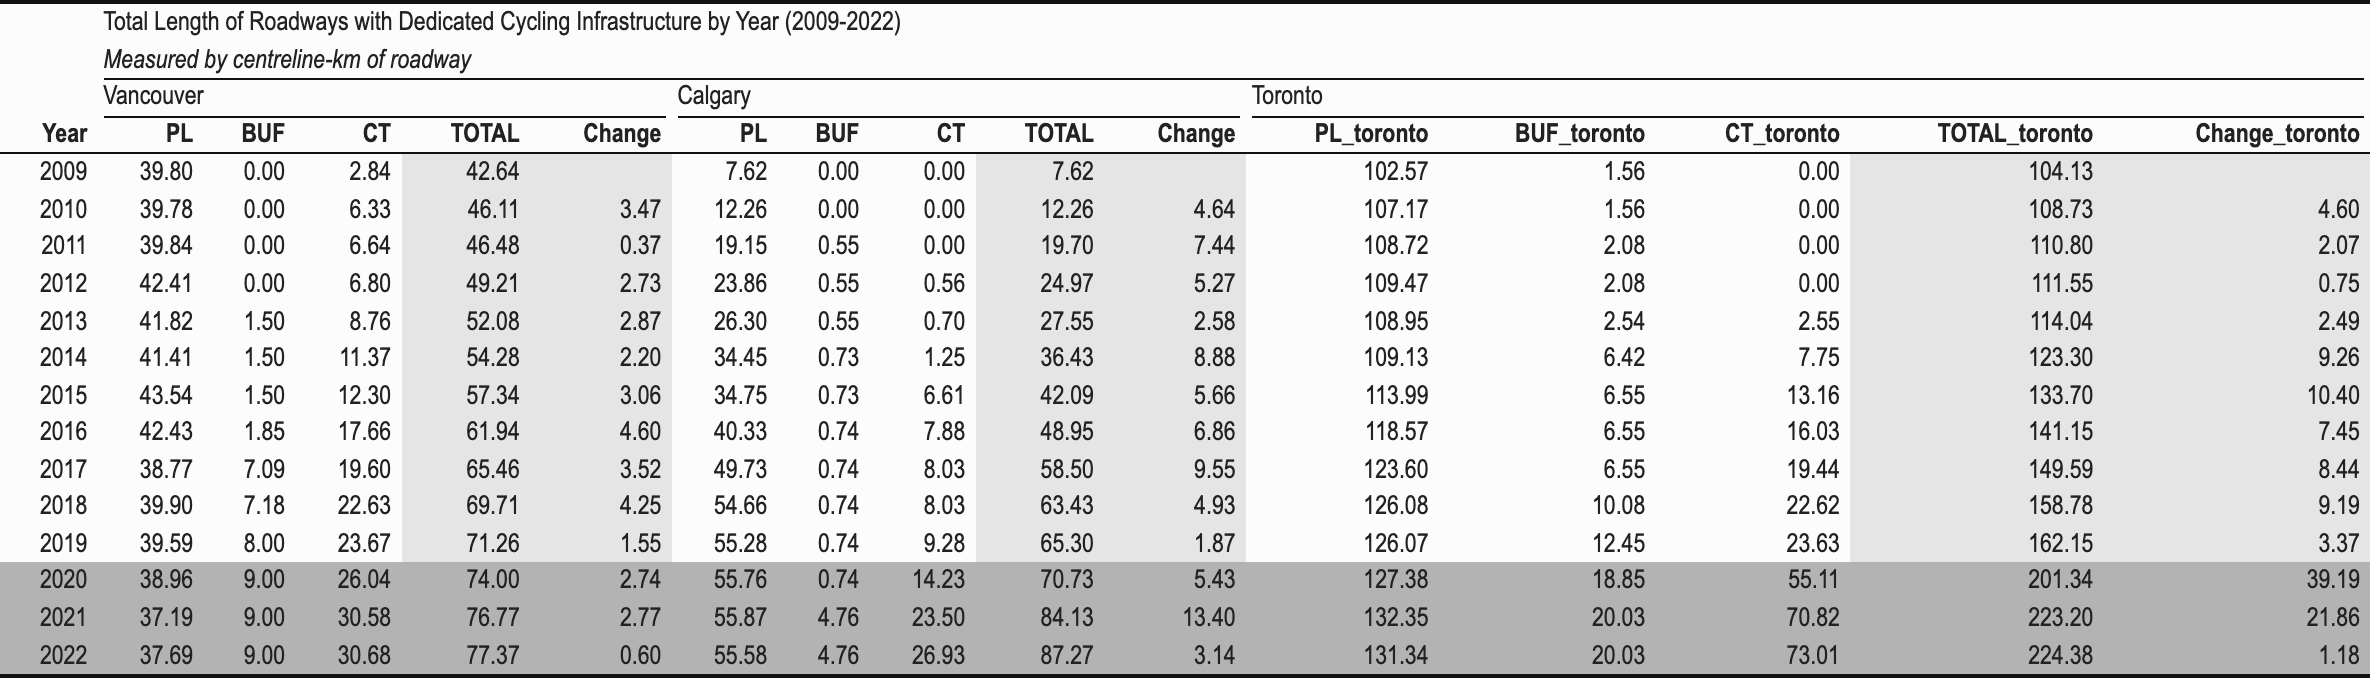 Total Length of Roadways with Dedicated Cycling Infrastructure by Year (2009-2022)
Measured by centreline-km of roadway
Vancouver Calgary Toronto
Year PL BUF CT TOTAL Change PL BUF CT TOTAL Change PL_toronto BUF_toronto CT_toronto TOTAL_toronto Change_toronto
2009 39.80 0.00 2.84 42.64 7.62 0.00 0.00 7.62 102.57 1.56 0.00 104.13
2010 39.78 0.00 6.33 46.11 3.47 12.26 0.00 0.00 12.26 4.64 107.17 1.56 0.00 108.73 4.60
2011 39.84 0.00 6.64 46.48 0.37 19.15 0.55 0.00 19.70 7.44 108.72 2.08 0.00 110.80 2.07
2012 42.41 0.00 6.80 49.21 2.73 23.86 0.55 0.56 24.97 5.27 109.47 2.08 0.00 111.55 0.75
2013 41.82 1.50 8.76 52.08 2.87 26.30 0.55 0.70 27.55 2.58 108.95 2.54 2.55 114.04 2.49
2014 41.41 1.50 11.37 54.28 2.20 34.45 0.73 1.25 36.43 8.88 109.13 6.42 7.75 123.30 9.26
2015 43.54 1.50 12.30 57.34 3.06 34.75 0.73 6.61 42.09 5.66 113.99 6.55 13.16 133.70 10.40
2016 42.43 1.85 17.66 61.94 4.60 40.33 0.74 7.88 48.95 6.86 118.57 6.55 16.03 141.15 7.45
2017 38.77 7.09 19.60 65.46 3.52 49.73 0.74 8.03 58.50 9.55 123.60 6.55 19.44 149.59 8.44
2018 39.90 7.18 22.63 69.71 4.25 54.66 0.74 8.03 63.43 4.93 126.08 10.08 22.62 158.78 9.19
2019 39.59 8.00 23.67 71.26 1.55 55.28 0.74 9.28 65.30 1.87 126.07 12.45 23.63 162.15 3.37
2020 38.96 9.00 26.04 74.00 2.74 55.76 0.74 14.23 70.73 5.43 127.38 18.85 55.11 201.34 39.19
2021 37.19 9.00 30.58 76.77 2.77 55.87 4.76 23.50 84.13 13.40 132.35 20.03 70.82 223.20 21.86
2022 37.69 9.00 30.68 77.37 0.60 55.58 4.76 26.93 87.27 3.14 131.34 20.03 73.01 224.38 1.18